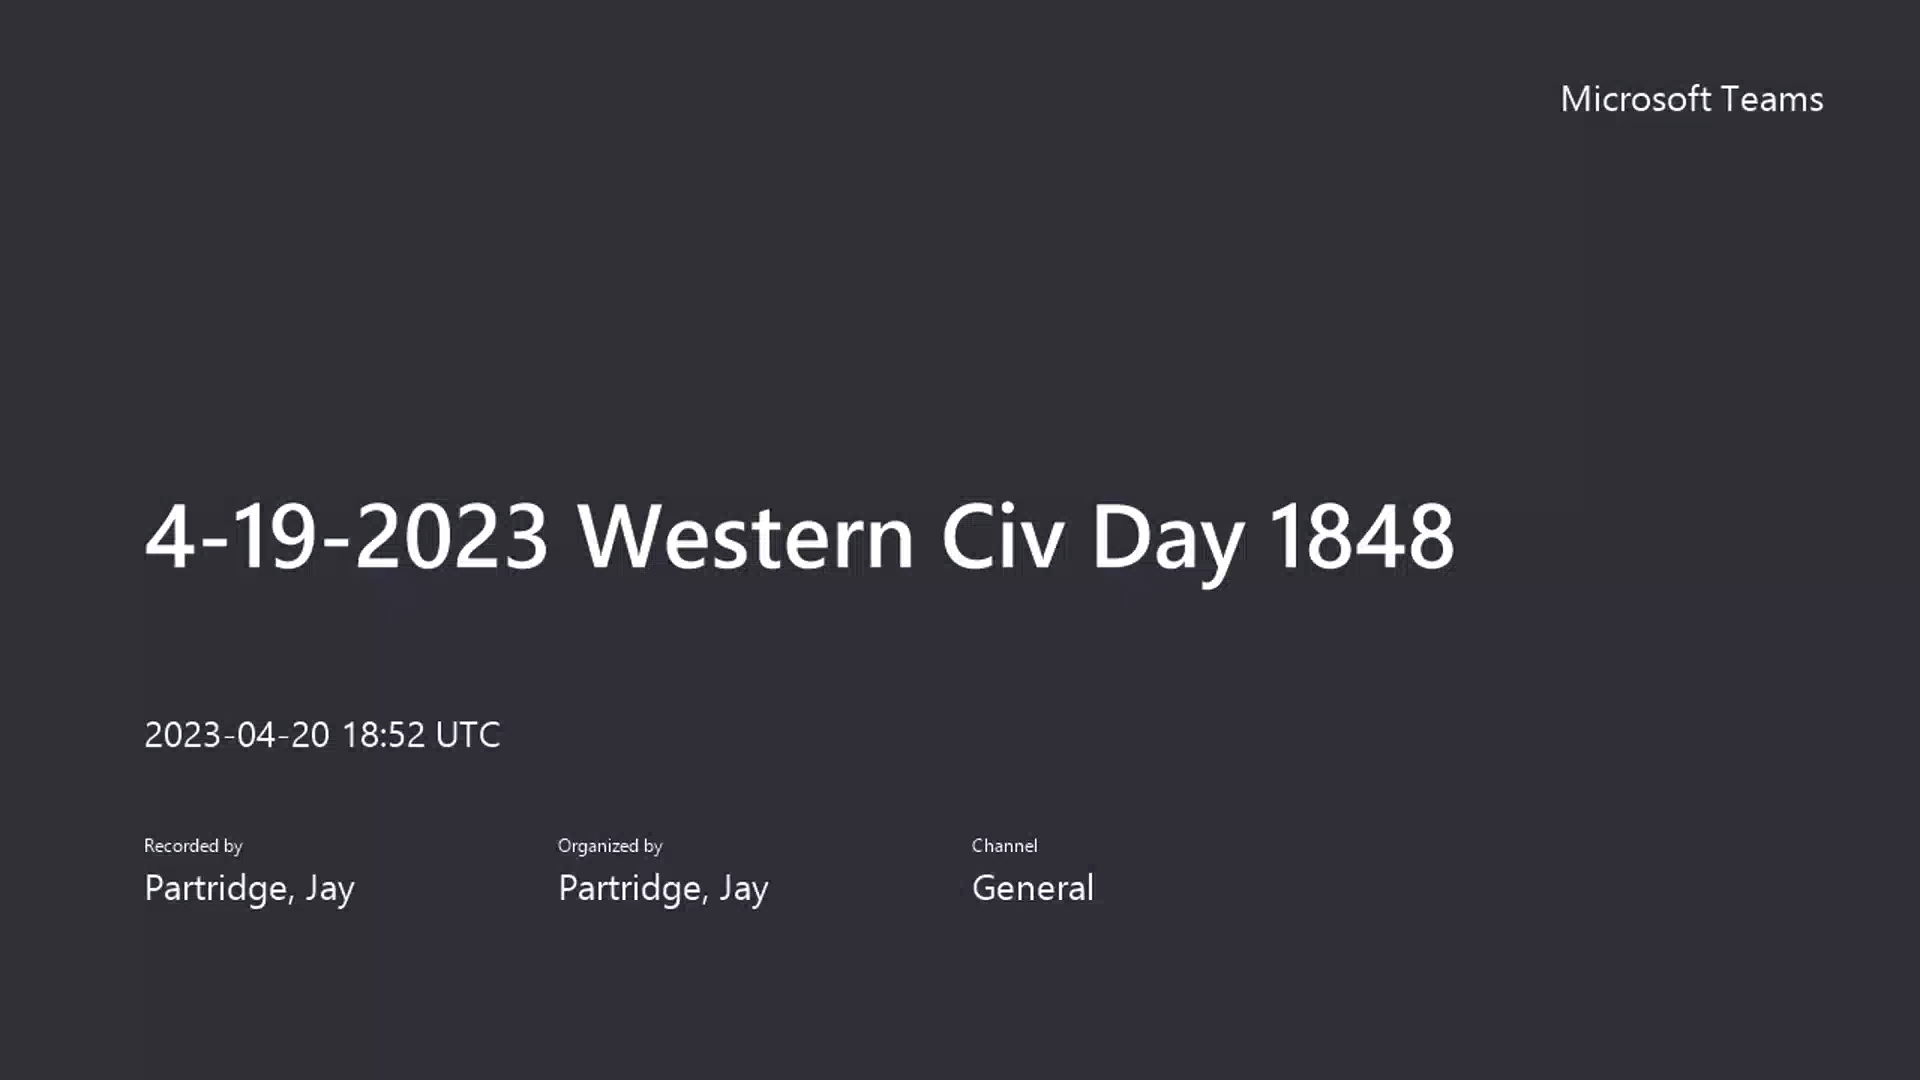 Microsoft Teams
4-19-2023 Western Civ Day 1848
2023-04-20 18:52 UTC
Recorded by
Partridge, Jay
Organized by
Partridge, Jay
Channel
General